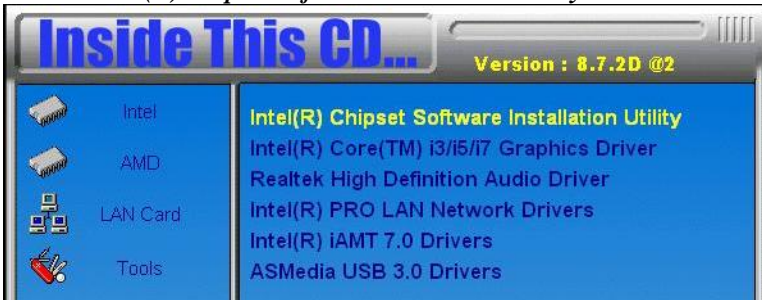 Inside This CD...
Version : 8.7.2D @2
Intel
AMD
LAN Card
Tools
Intel(R) Chipset Software Installation Utility
Intel(R) Core(TM) i3/i5/i7 Graphics Driver
Realtek High Definition Audio Driver
Intel(R) PRO LAN Network Drivers
Intel(R) iAMT 7.0 Drivers
ASMedia USB 3.0 Drivers